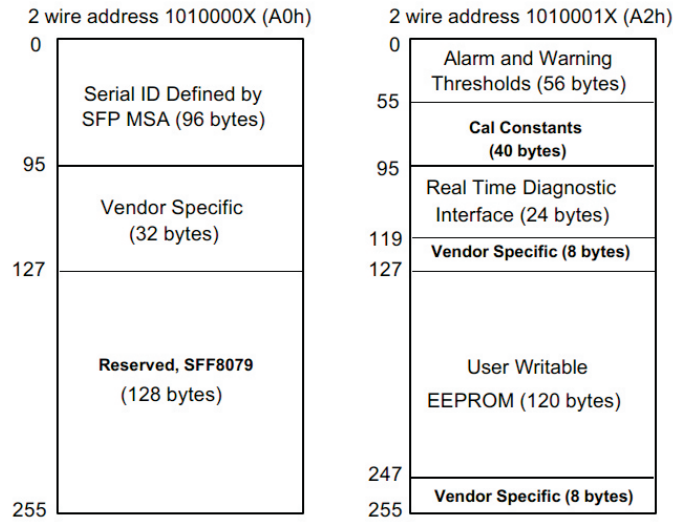 2 wire address 1010000X (A0h)
0
Serial ID Defined by
SFP MSA (96 bytes)
95
Vendor Specific
(32 bytes)
127
Reserved, SFF8079
(128 bytes)
255
2 wire address 1010001X (A2h)
0
Alarm and Warning
Thresholds (56 bytes)
55
Cal Constants
(40 bytes)
95
Real Time Diagnostic
Interface (24 bytes)
119
Vendor Specific (8 bytes)
127
User Writable
EEPROM (120 bytes)
247
Vendor Specific (8 bytes)
255